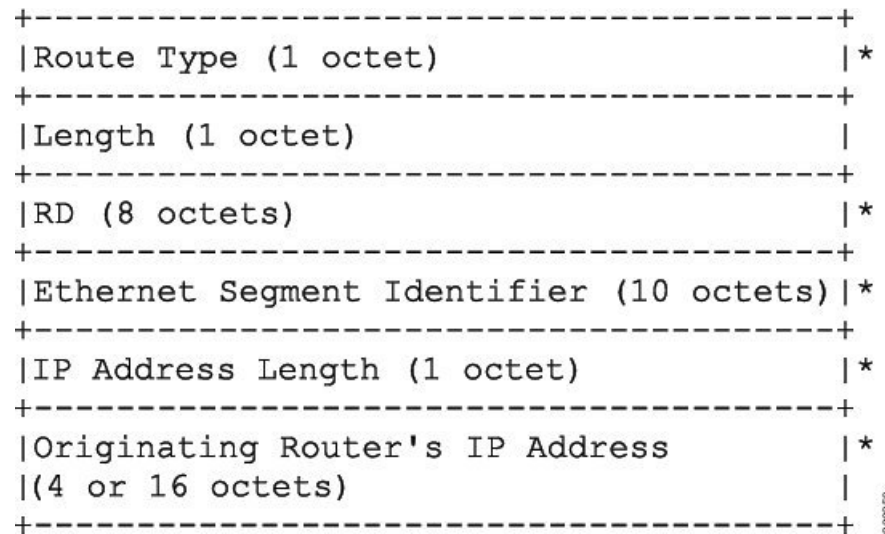 +---------------------------------------+
|Route Type (1 octet)                   |*
+---------------------------------------+
|Length (1 octet)                       |
+---------------------------------------+
|RD (8 octets)                          |*
+---------------------------------------+
|Ethernet Segment Identifier (10 octets)|*
+---------------------------------------+
|IP Address Length (1 octet)            |*
+---------------------------------------+
|Originating Router's IP Address        |*
|(4 or 16 octets)                       |
+---------------------------------------+